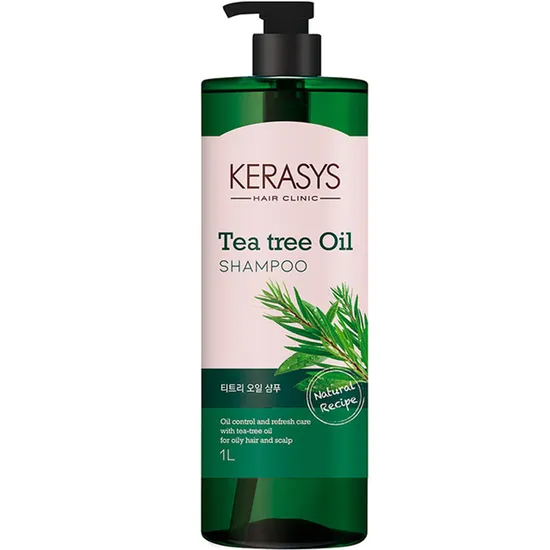 KERASYS
HAIR CLINIC
Tea tree Oil
SHAMPOO
티트리 오일 샴푸
Natural
Recipe
Oil control and refresh care
with tea-tree oil
for oily hair and scalp
1L